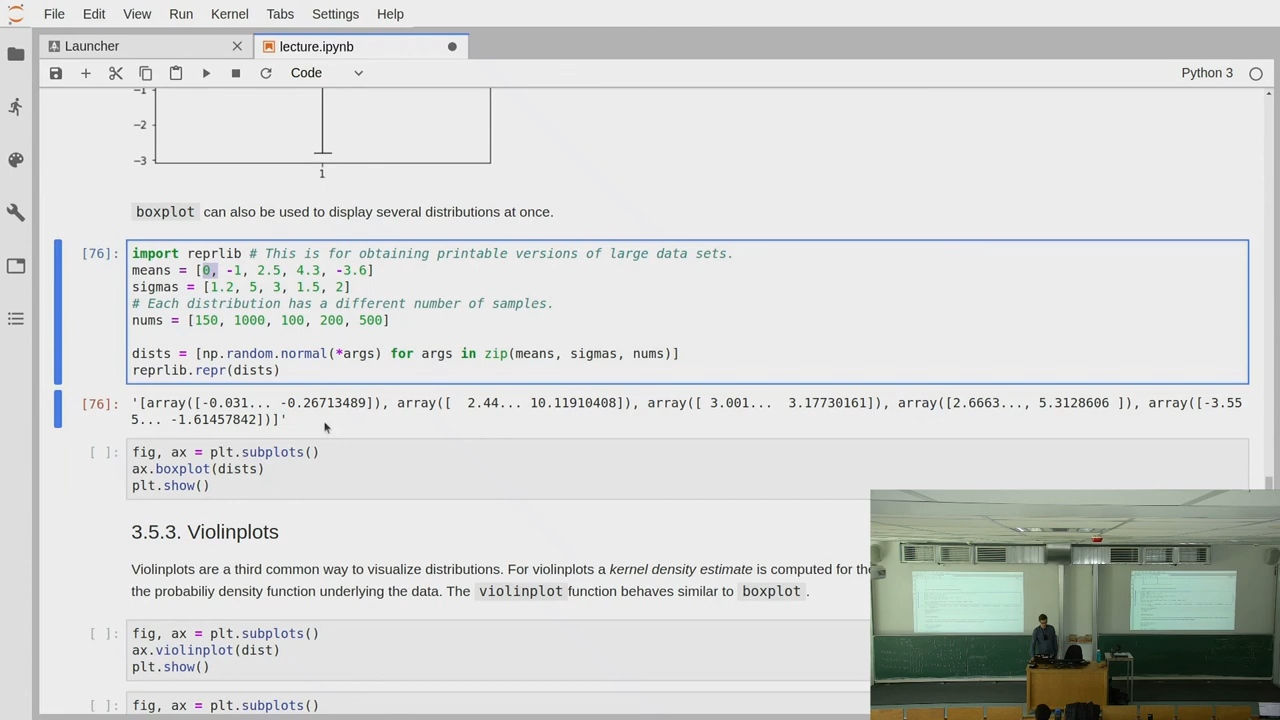 File Edit View Run Kernel Tabs Settings Help
Launcher
lecture.ipynb
Code
Python 3
−1
−2
−3
1
boxplot can also be used to display several distributions at once.
[76]: import reprlib # This is for obtaining printable versions of large data sets.
means = [0, -1, 2.5, 4.3, -3.6]
sigmas = [1.2, 5, 3, 1.5, 2]
# Each distribution has a different number of samples.
nums = [150, 1000, 100, 200, 500]
dists = [np.random.normal(*args) for args in zip(means, sigmas, nums)]
reprlib.repr(dists)
[76]: '[array([-0.031... -0.26713489]), array([  2.44... 10.11910408]), array([ 3.001...  3.17730161]), array([2.6663..., 5.3128606 ]), array([-3.55
5... -1.61457842])]'
[ ]: fig, ax = plt.subplots()
ax.boxplot(dists)
plt.show()
3.5.3. Violinplots
Violinplots are a third common way to visualize distributions. For violinplots a kernel density estimate is computed for the
the probabiliy density function underlying the data. The violinplot function behaves similar to boxplot.
[ ]: fig, ax = plt.subplots()
ax.violinplot(dist)
plt.show()
[ ]: fig, ax = plt.subplots()